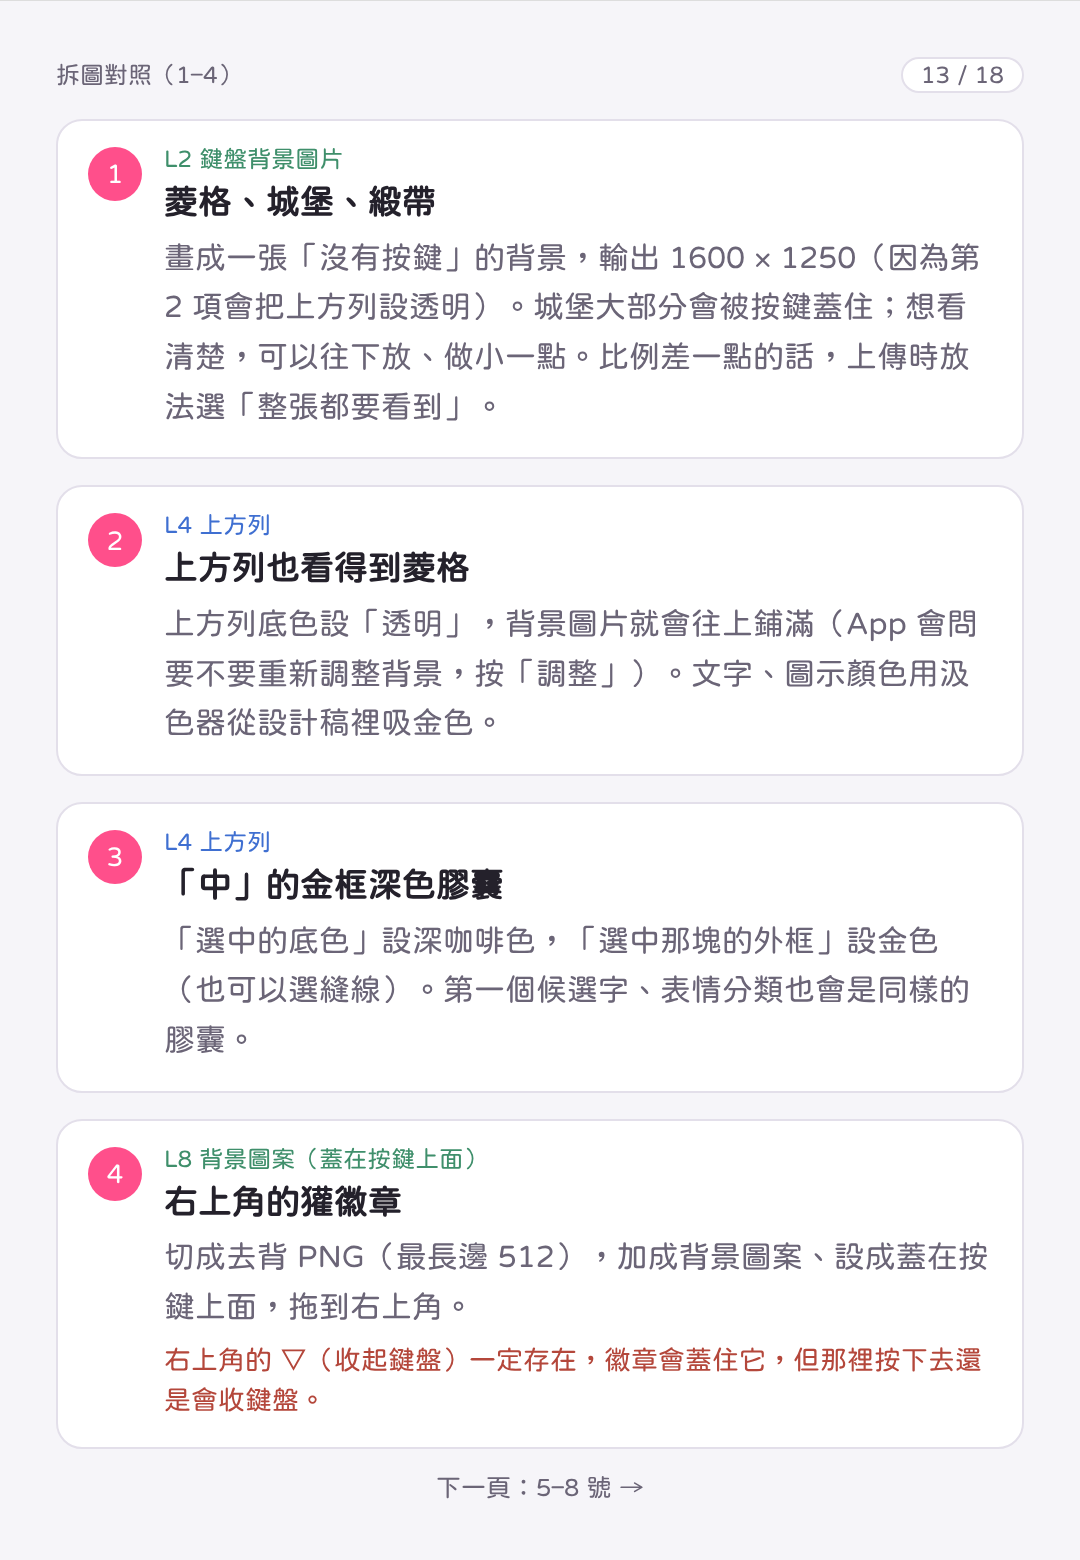 拆圖對照（1–4）
13 / 18
1
L2 鍵盤背景圖片
菱格、城堡、緞帶
畫成一張「沒有按鍵」的背景，輸出 1600 × 1250（因為第
2 項會把上方列設透明）。城堡大部分會被按鍵蓋住；想看
清楚，可以往下放、做小一點。比例差一點的話，上傳時放
法選「整張都要看到」。
2
L4 上方列
上方列也看得到菱格
上方列底色設「透明」，背景圖片就會往上鋪滿（App 會問
要不要重新調整背景，按「調整」）。文字、圖示顏色用汲
色器從設計稿裡吸金色。
3
L4 上方列
「中」的金框深色膠囊
「選中的底色」設深咖啡色，「選中那塊的外框」設金色
（也可以選縫線）。第一個候選字、表情分類也會是同樣的
膠囊。
4
L8 背景圖案（蓋在按鍵上面）
右上角的獾徽章
切成去背 PNG（最長邊 512），加成背景圖案、設成蓋在按
鍵上面，拖到右上角。
右上角的 ▽（收起鍵盤）一定存在，徽章會蓋住它，但那裡按下去還
是會收鍵盤。
下一頁：5–8 號 →